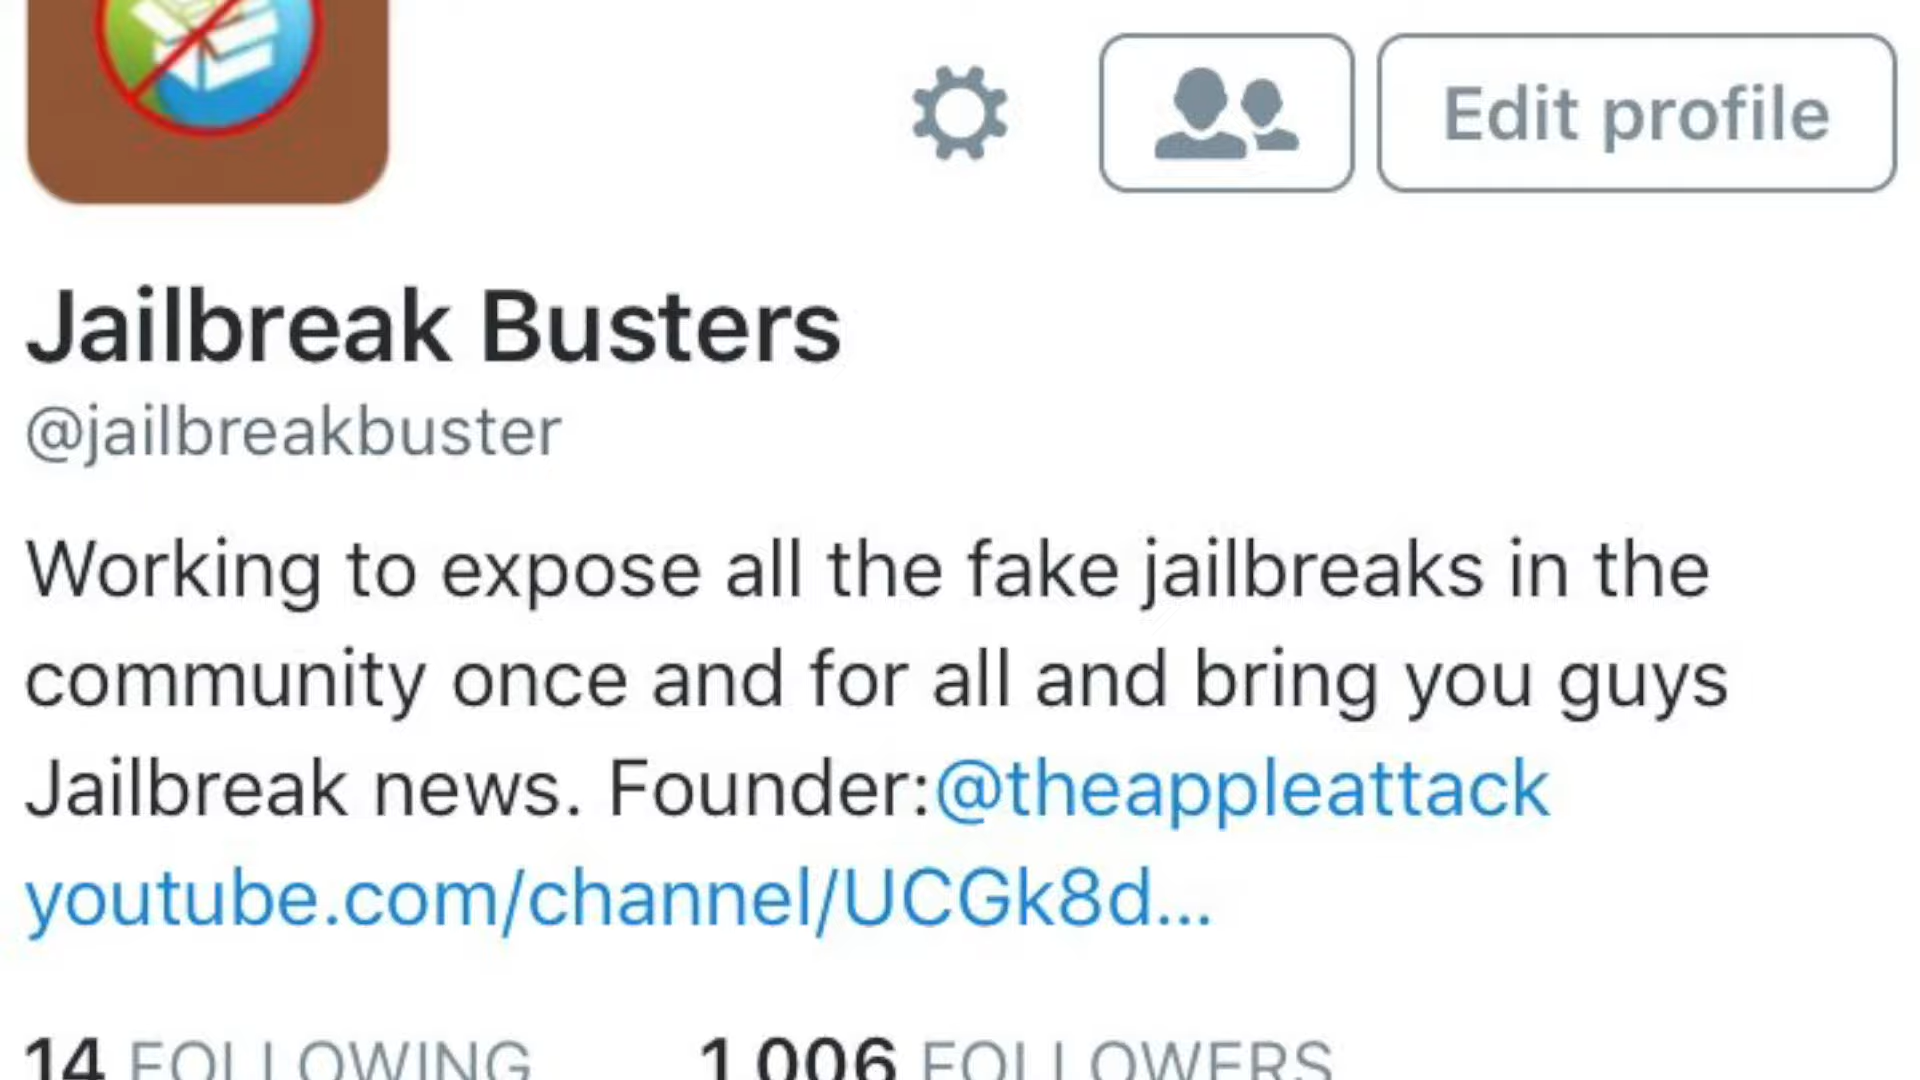 Edit profile
Jailbreak Busters
@jailbreakbuster
Working to expose all the fake jailbreaks in the
community once and for all and bring you guys
Jailbreak news. Founder:@theappleattack
youtube.com/channel/UCGk8d...
14 FOLLOWING 1,006 FOLLOWERS